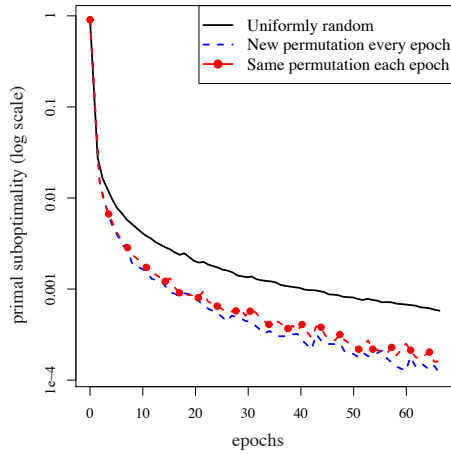 Uniformly random
New permutation every epoch
Same permutation each epoch
primal suboptimality (log scale)
1
0.1
0.01
0.001
1e−4
0 10 20 30 40 50 60
epochs